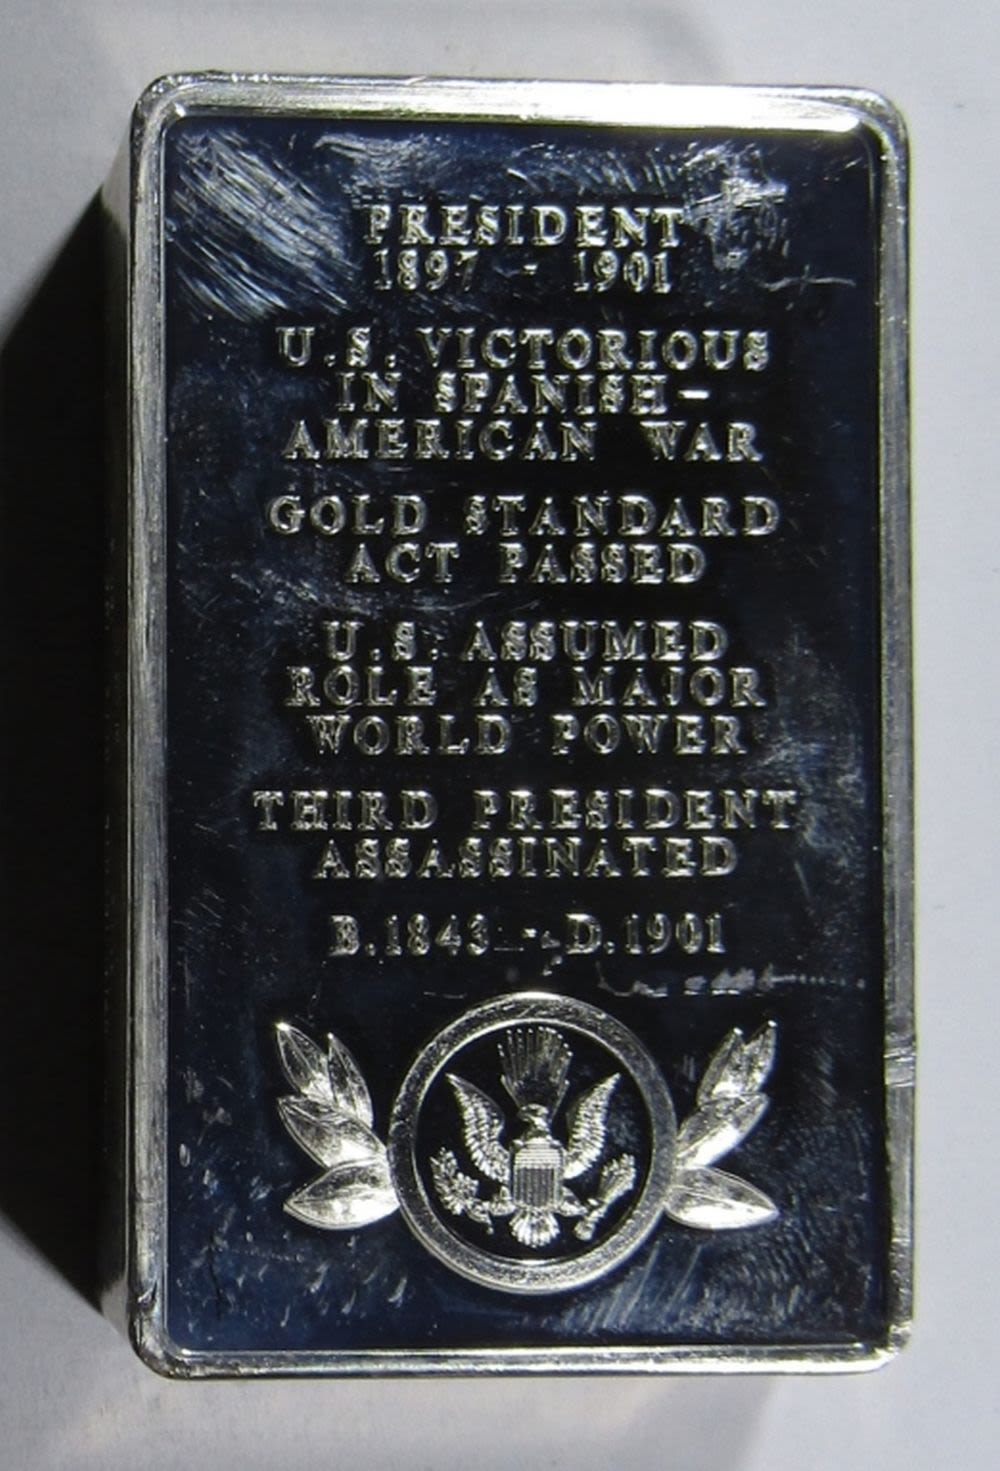 PRESIDENT
1897 - 1901
U.S. VICTORIOUS
IN SPANISH-
AMERICAN WAR
GOLD STANDARD
ACT PASSED
U.S. ASSUMED
ROLE AS MAJOR
WORLD POWER
THIRD PRESIDENT
ASSASSINATED
B.1843 - D.1901